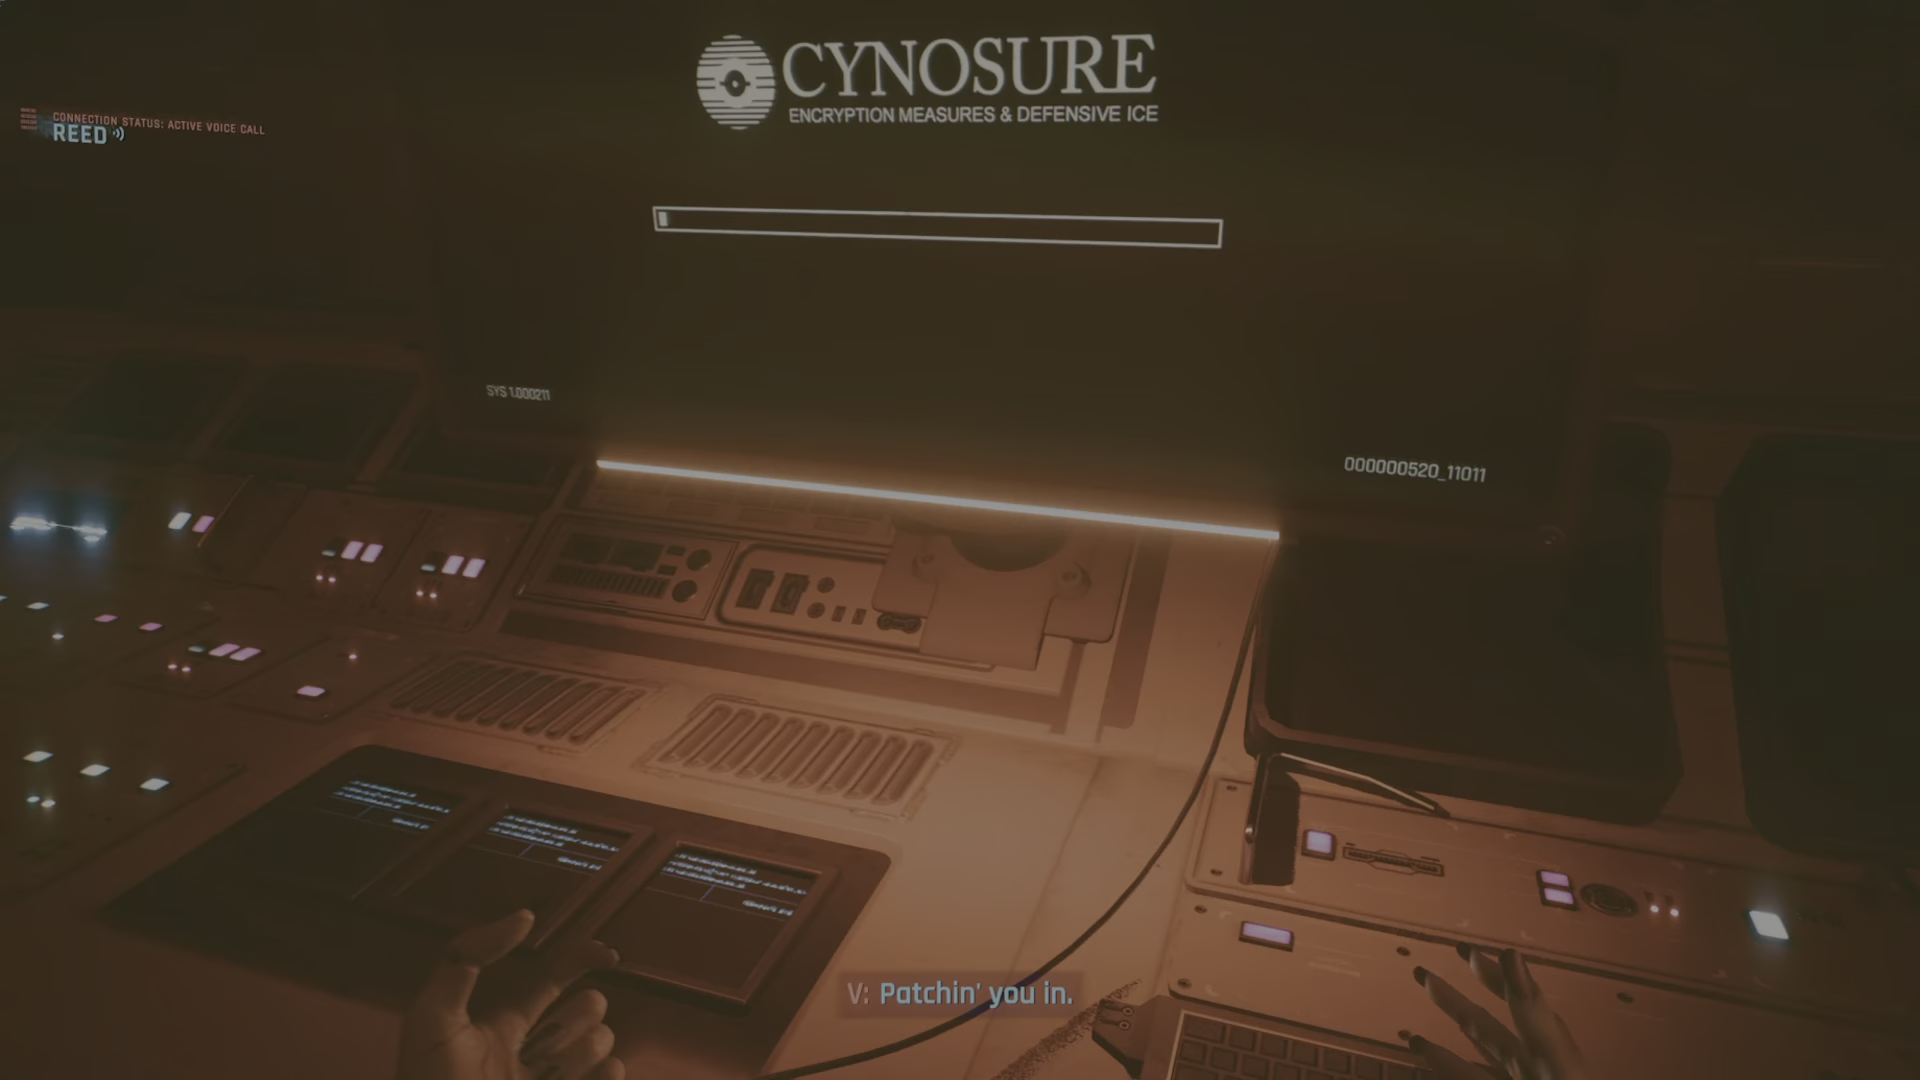 CYNOSURE
ENCRYPTION MEASURES & DEFENSIVE ICE
CONNECTION STATUS: ACTIVE VOICE CALL
REED
SYS 1.000211
000000520_11011
V: Patchin' you in.